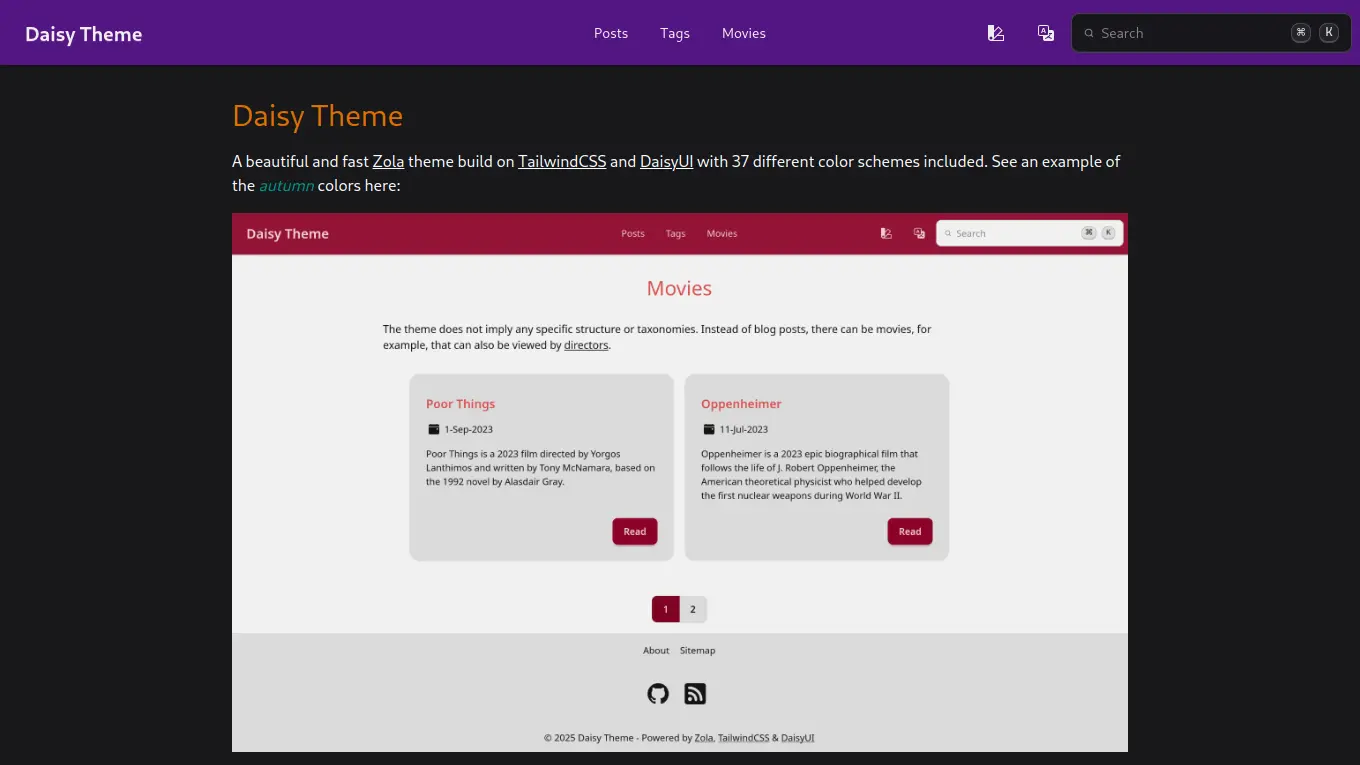 Daisy Theme
Posts Tags Movies
Search ⌘ K
Daisy Theme
A beautiful and fast Zola theme build on TailwindCSS and DaisyUI with 37 different color schemes included. See an example of
the autumn colors here:
Daisy Theme
Posts Tags Movies
Search ⌘ K
Movies
The theme does not imply any specific structure or taxonomies. Instead of blog posts, there can be movies, for
example, that can also be viewed by directors.
Poor Things
1-Sep-2023
Poor Things is a 2023 film directed by Yorgos
Lanthimos and written by Tony McNamara, based on
the 1992 novel by Alasdair Gray.
Read
Oppenheimer
11-Jul-2023
Oppenheimer is a 2023 epic biographical film that
follows the life of J. Robert Oppenheimer, the
American theoretical physicist who helped develop
the first nuclear weapons during World War II.
Read
1 2
About Sitemap
© 2025 Daisy Theme - Powered by Zola, TailwindCSS & DaisyUI